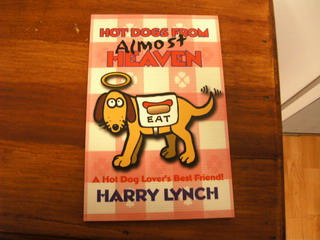 HOT DOGS FROM
Almost
HEAVEN
EAT
A Hot Dog Lover's Best Friend!
HARRY LYNCH